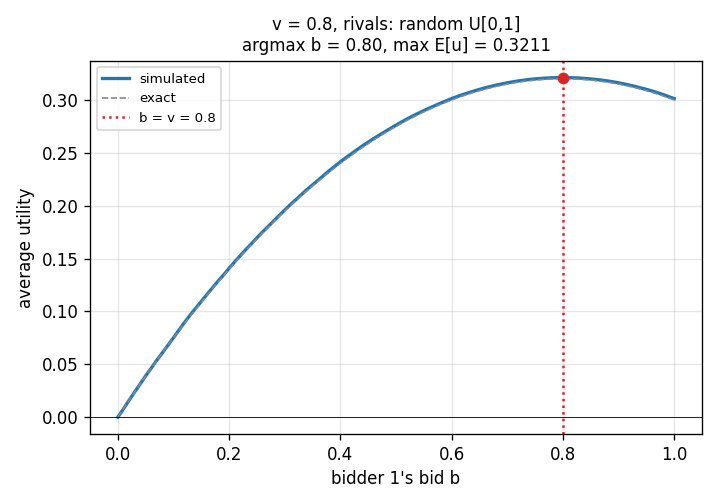 v = 0.8, rivals: random U[0,1]
argmax b = 0.80, max E[u] = 0.3211
simulated
exact
b = v = 0.8
average utility
0.30
0.25
0.20
0.15
0.10
0.05
0.00
0.0 0.2 0.4 0.6 0.8 1.0
bidder 1's bid b